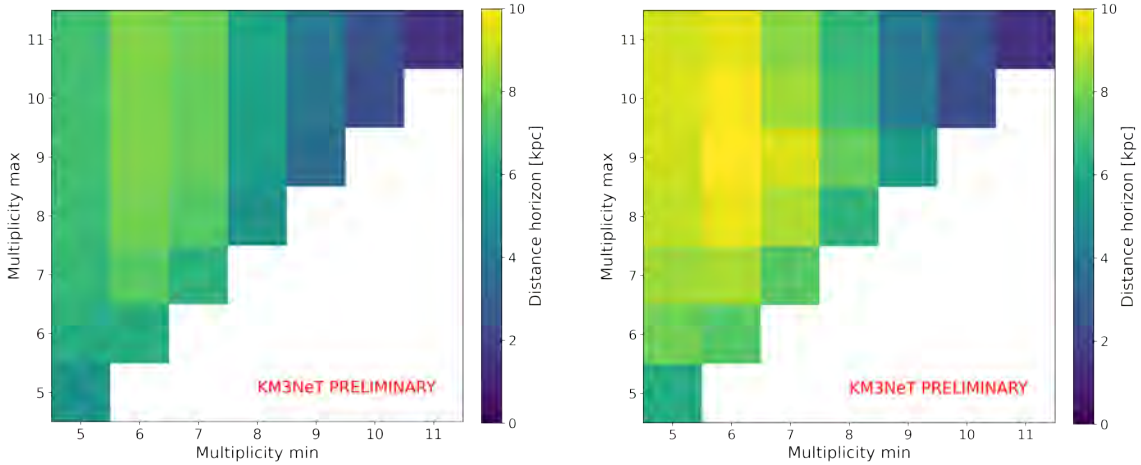 11
10
9
8
7
6
5
Multiplicity max
5 6 7 8 9 10 11
Multiplicity min
KM3NeT PRELIMINARY
10
8
6
4
2
0
Distance horizon [kpc]
11
10
9
8
7
6
5
Multiplicity max
5 6 7 8 9 10 11
Multiplicity min
KM3NeT PRELIMINARY
10
8
6
4
2
0
Distance horizon [kpc]